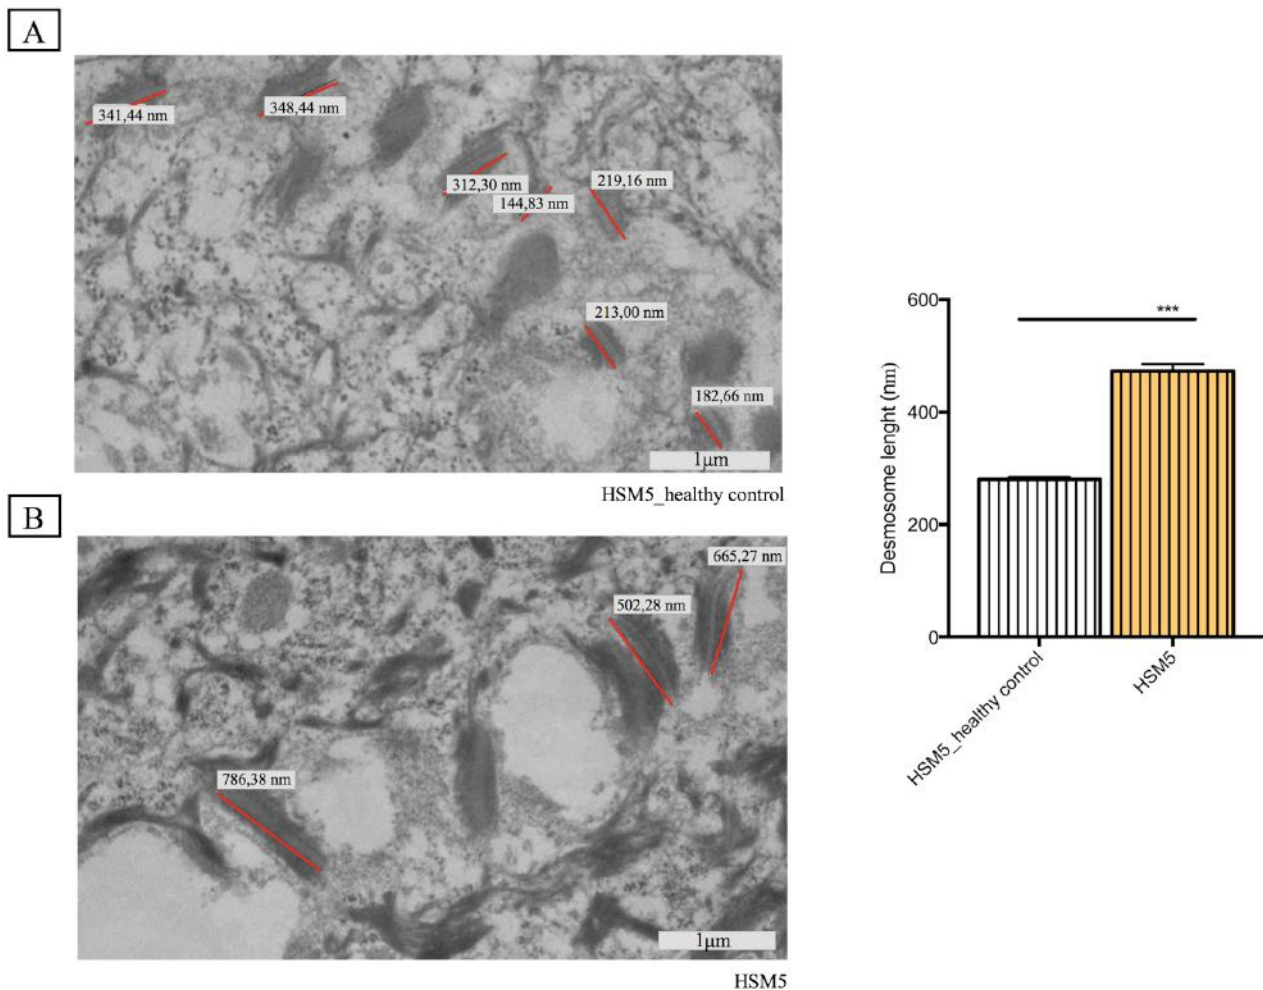 A
341,44 nm
348,44 nm
312,30 nm
144,83 nm
219,16 nm
213,00 nm
182,66 nm
1μm
HSM5_healthy control
B
665,27 nm
502,28 nm
786,38 nm
1μm
HSM5
600
400
200
0
Desmosome lenght (nm)
***
HSM5_healthy control
HSM5